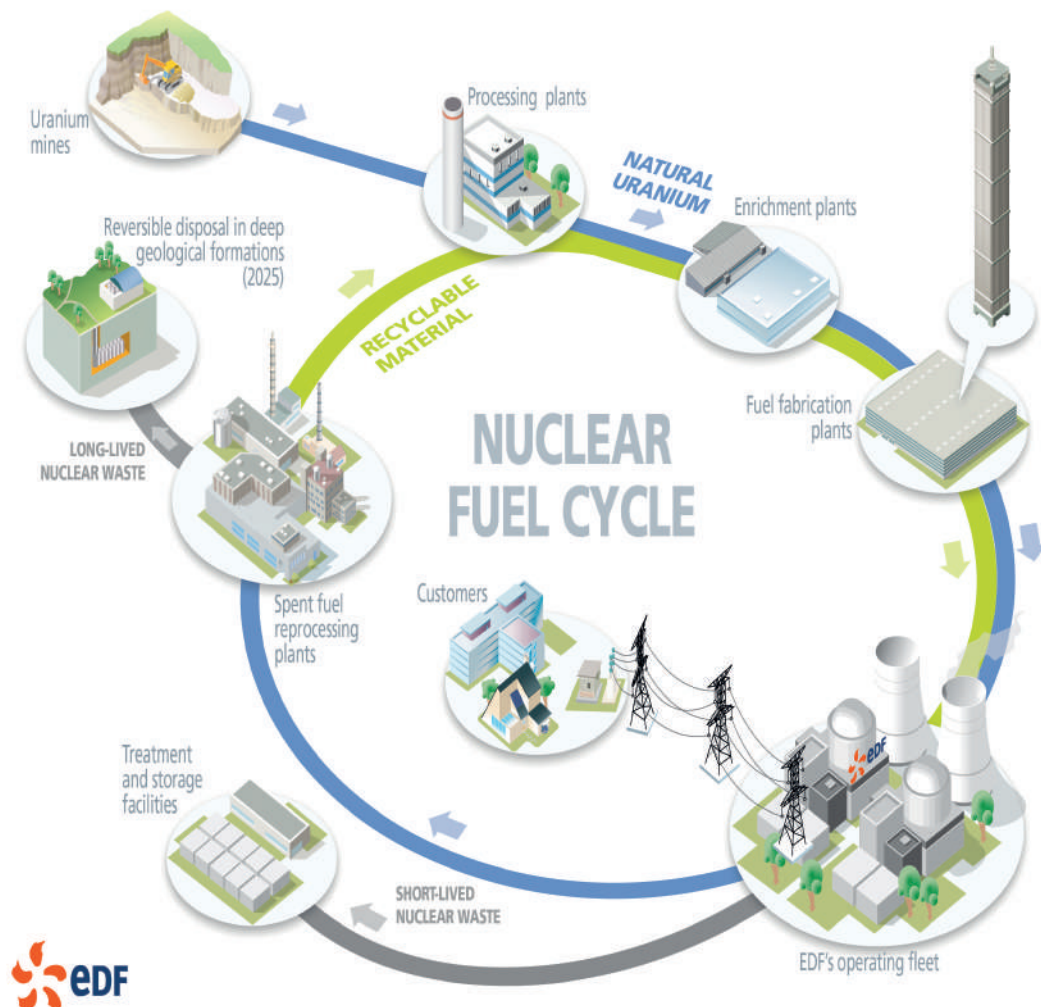 Uranium
mines
Processing plants
NATURAL
URANIUM
Enrichment plants
Reversible disposal in deep
geological formations
(2025)
RECYCLABLE
MATERIAL
Fuel fabrication
plants
LONG-LIVED
NUCLEAR WASTE
NUCLEAR
FUEL CYCLE
Spent fuel
reprocessing
plants
Customers
eDF
Treatment
and storage
facilities
SHORT-LIVED
NUCLEAR WASTE
EDF's operating fleet
eDF